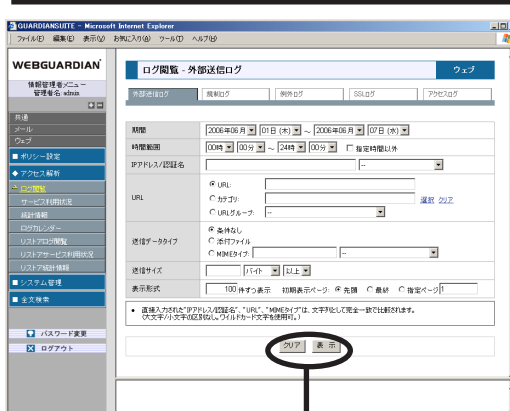 GUARDIANSUITE - Microsoft Internet Explorer
ファイル(F) 編集(E) 表示(V) お気に入り(A) ツール(T) ヘルプ(H)
WEBGUARDIAN
情報管理者メニュー
管理者名: admin
共通
メール
ウェブ
■ ポリシー設定
◆ アクセス解析
ログ閲覧
サービス利用状況
統計情報
ログカレンダー
リストアログ閲覧
リストアサービス利用状況
リストア統計情報
■ システム管理
■ 全文検索
パスワード変更
ログアウト
ログ閲覧 - 外部送信ログ ウェブ
外部送信ログ 規制ログ 例外ログ SSLログ アクセスログ
期間 2006年06月 01日 (木) ~ 2006年06月 07日 (水)
時間範囲 00時 00分 ~ 24時 00分 指定時間以外
IPアドレス/認証名 --
URL
URL:
カテゴリ: 選択 クリア
URLグループ: --
送信データタイプ
条件なし
添付ファイル
MIMEタイプ: --
送信サイズ バイト 以上
表示形式 100 件ずつ表示 初期表示ページ: 先頭 最終 指定ページ 1
• 直接入力された"IPアドレス/認証名"、"URL"、"MIMEタイプ"は、文字列として完全一致で比較されます。
(大文字/小文字の区別なし。ワイルドカード文字を使用可。)
クリア 表 示